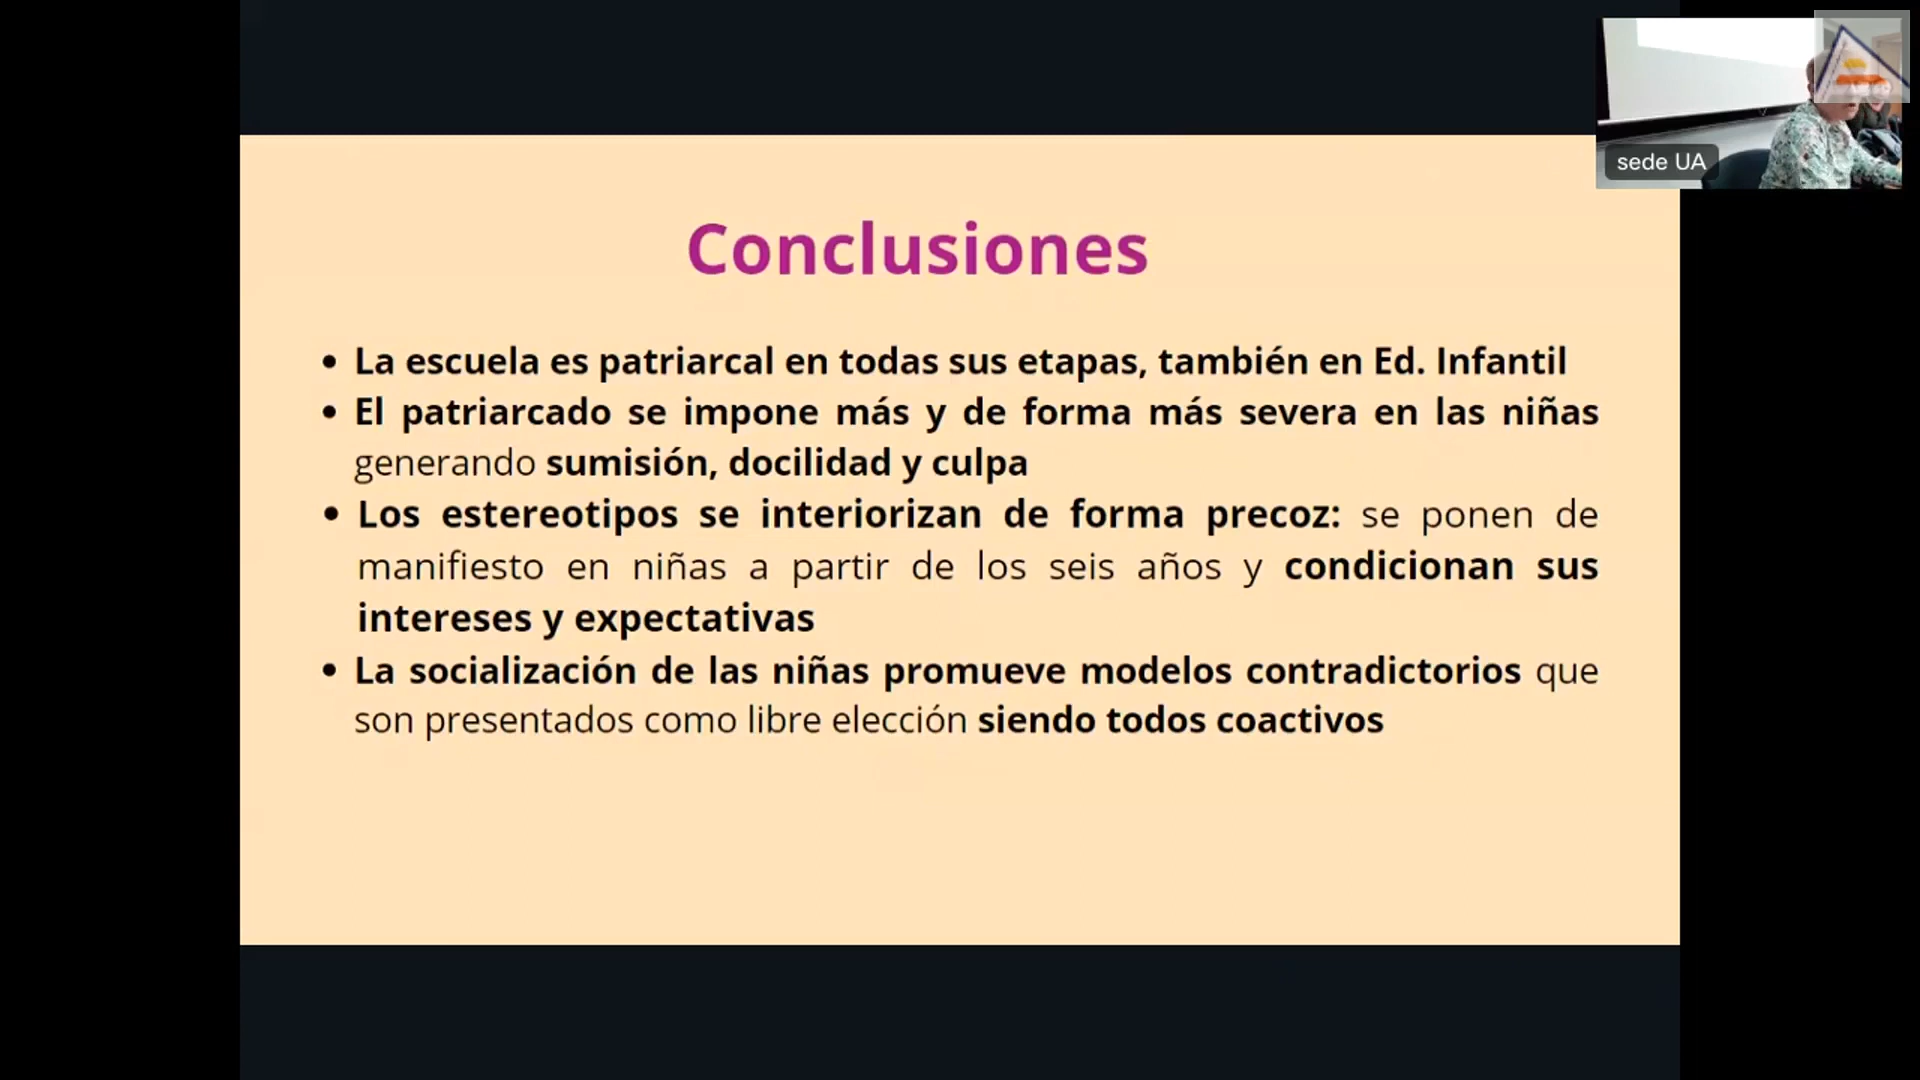 sede UA
Conclusiones
• La escuela es patriarcal en todas sus etapas, también en Ed. Infantil
• El patriarcado se impone más y de forma más severa en las niñas
generando sumisión, docilidad y culpa
• Los estereotipos se interiorizan de forma precoz: se ponen de
manifiesto en niñas a partir de los seis años y condicionan sus
intereses y expectativas
• La socialización de las niñas promueve modelos contradictorios que
son presentados como libre elección siendo todos coactivos